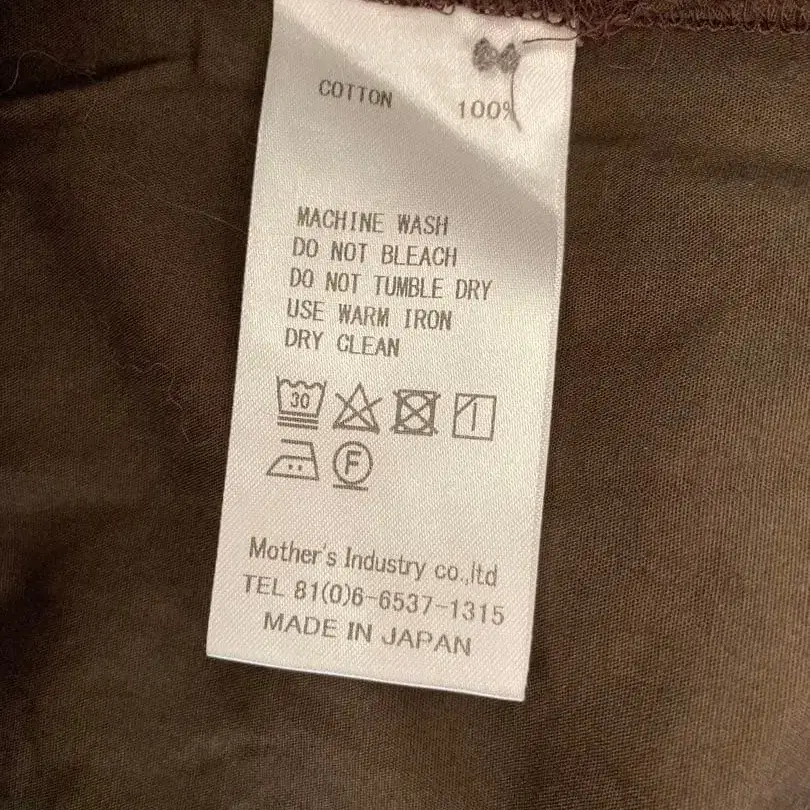 COTTON 100%
MACHINE WASH
DO NOT BLEACH
DO NOT TUMBLE DRY
USE WARM IRON
DRY CLEAN
30
F
Mother's Industry co.,ltd
TEL 81(0)6-6537-1315
MADE IN JAPAN